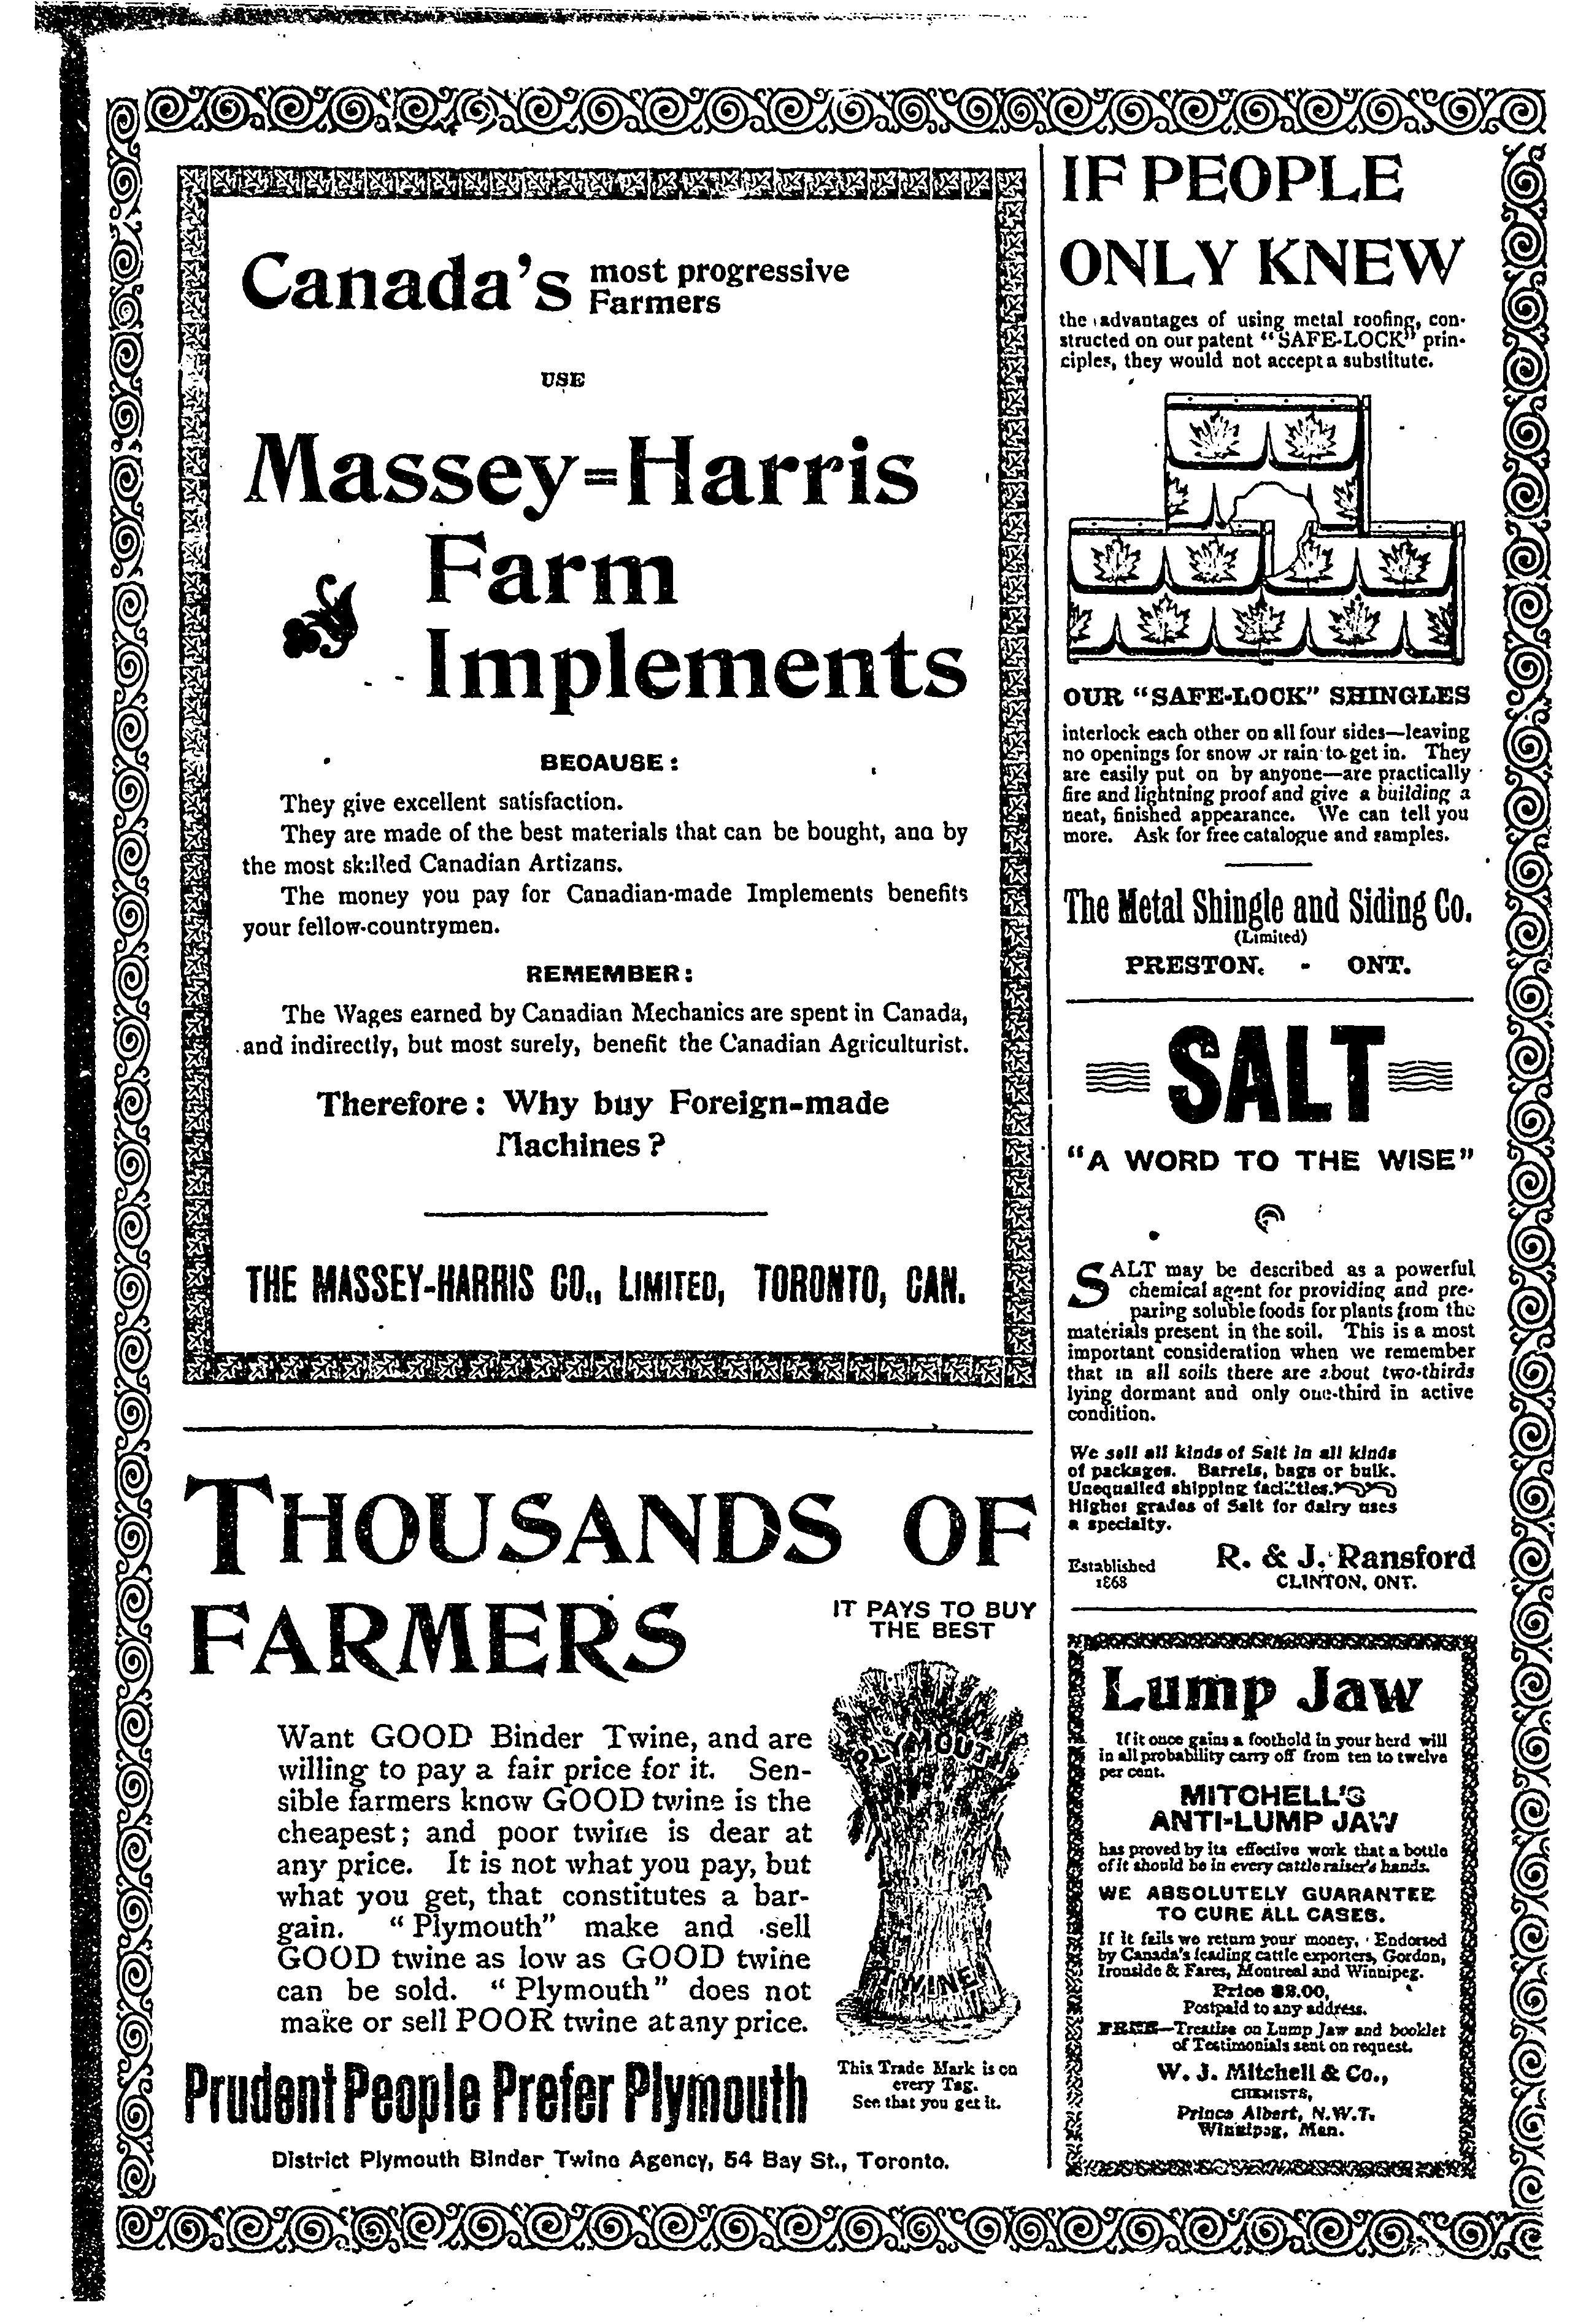 Canada's most progressive
Farmers
USE
Massey=Harris
Farm
Implements
BECAUSE:
They give excellent satisfaction.
They are made of the best materials that can be bought, and by
the most skilled Canadian Artizans.
The money you pay for Canadian-made Implements benefits
your fellow-countrymen.
REMEMBER:
The Wages earned by Canadian Mechanics are spent in Canada,
and indirectly, but most surely, benefit the Canadian Agriculturist.
Therefore: Why buy Foreign-made
Machines?
THE MASSEY-HARRIS CO., LIMITED, TORONTO, CAN.
THOUSANDS OF
FARMERS
IT PAYS TO BUY
THE BEST
Want GOOD Binder Twine, and are
willing to pay a fair price for it. Sen-
sible farmers know GOOD twine is the
cheapest; and poor twine is dear at
any price. It is not what you pay, but
what you get, that constitutes a bar-
gain. "Plymouth" make and sell
GOOD twine as low as GOOD twine
can be sold. "Plymouth" does not
make or sell POOR twine at any price.
PLYMOUTH
TWINE
This Trade Mark is on
every Tag.
See that you get it.
Prudent People Prefer Plymouth
District Plymouth Binder Twine Agency, 54 Bay St., Toronto.
IF PEOPLE
ONLY KNEW
the advantages of using metal roofing, con-
structed on our patent "SAFE-LOCK" prin-
ciples, they would not accept a substitute.
OUR "SAFE-LOCK" SHINGLES
interlock each other on all four sides—leaving
no openings for snow or rain to get in. They
are easily put on by anyone—are practically
fire and lightning proof and give a building a
neat, finished appearance. We can tell you
more. Ask for free catalogue and samples.
The Metal Shingle and Siding Co.
(Limited)
PRESTON, - ONT.
SALT
"A WORD TO THE WISE"
SALT may be described as a powerful
chemical agent for providing and pre-
paring soluble foods for plants from the
materials present in the soil. This is a most
important consideration when we remember
that in all soils there are about two-thirds
lying dormant and only one-third in active
condition.
We sell all kinds of Salt in all kinds
of packages. Barrels, bags or bulk.
Unequalled shipping facilities.
Higher grades of Salt for dairy uses
a specialty.
Established
1868
R. & J. Ransford
CLINTON, ONT.
Lump Jaw
If it once gains a foothold in your herd will
in all probability carry off from ten to twelve
per cent.
MITCHELL'S
ANTI-LUMP JAW
has proved by its effective work that a bottle
of it should be in every cattle raiser's hands.
WE ABSOLUTELY GUARANTEE
TO CURE ALL CASES.
If it fails we return your money. Endorsed
by Canada's leading cattle exporters, Gordon,
Ironside & Fares, Montreal and Winnipeg.
Price $2.00,
Postpaid to any address.
FREE—Treatise on Lump Jaw and booklet
of Testimonials sent on request.
W. J. Mitchell & Co.,
CHEMISTS,
Prince Albert, N.W.T.
Winnipeg, Man.